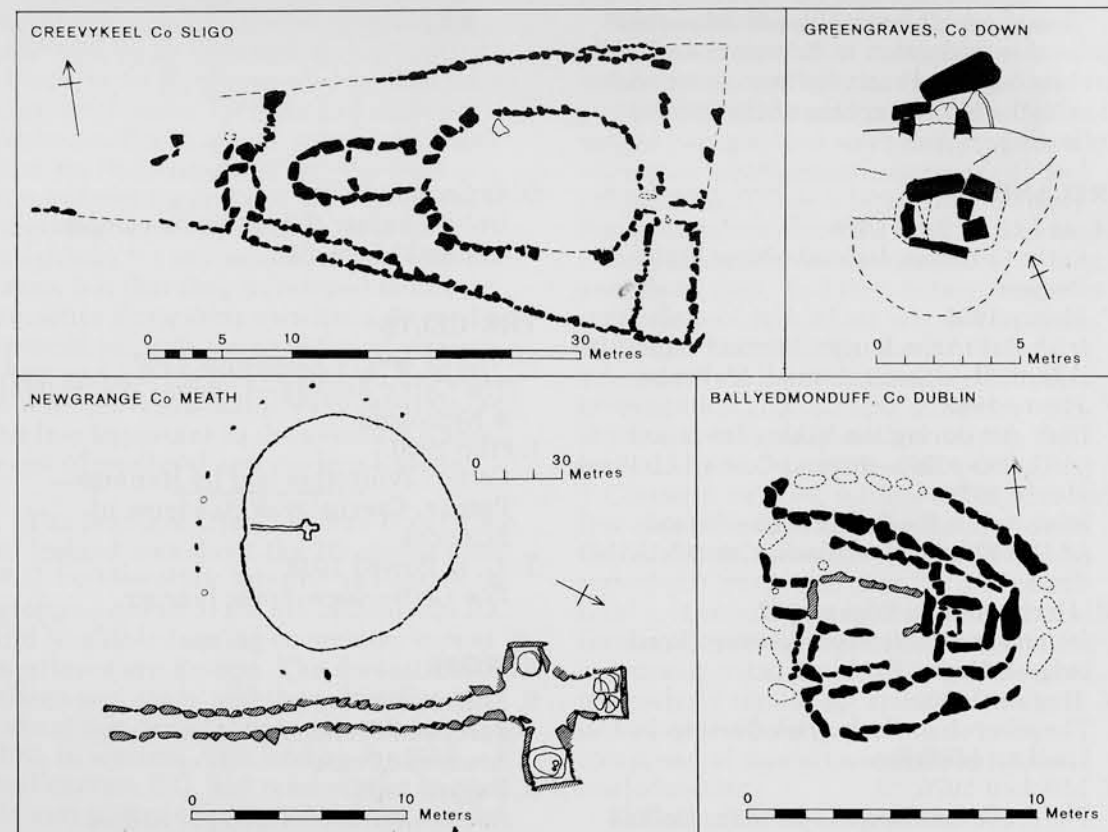 CREEVYKEEL Co SLIGO
0 5 10 30 Metres
GREENGRAVES, Co DOWN
0 5 Metres
NEWGRANGE Co MEATH
0 30 Metres
0 10 Meters
BALLYEDMONDUFF, Co DUBLIN
0 10 Meters